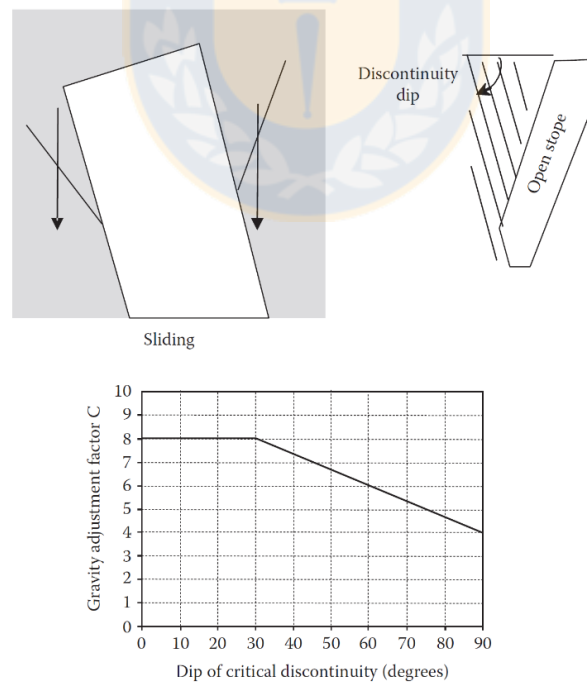 Discontinuity
dip
Open stope
Sliding
10
9
8
7
6
5
4
3
2
1
0
Gravity adjustment factor C
0 10 20 30 40 50 60 70 80 90
Dip of critical discontinuity (degrees)